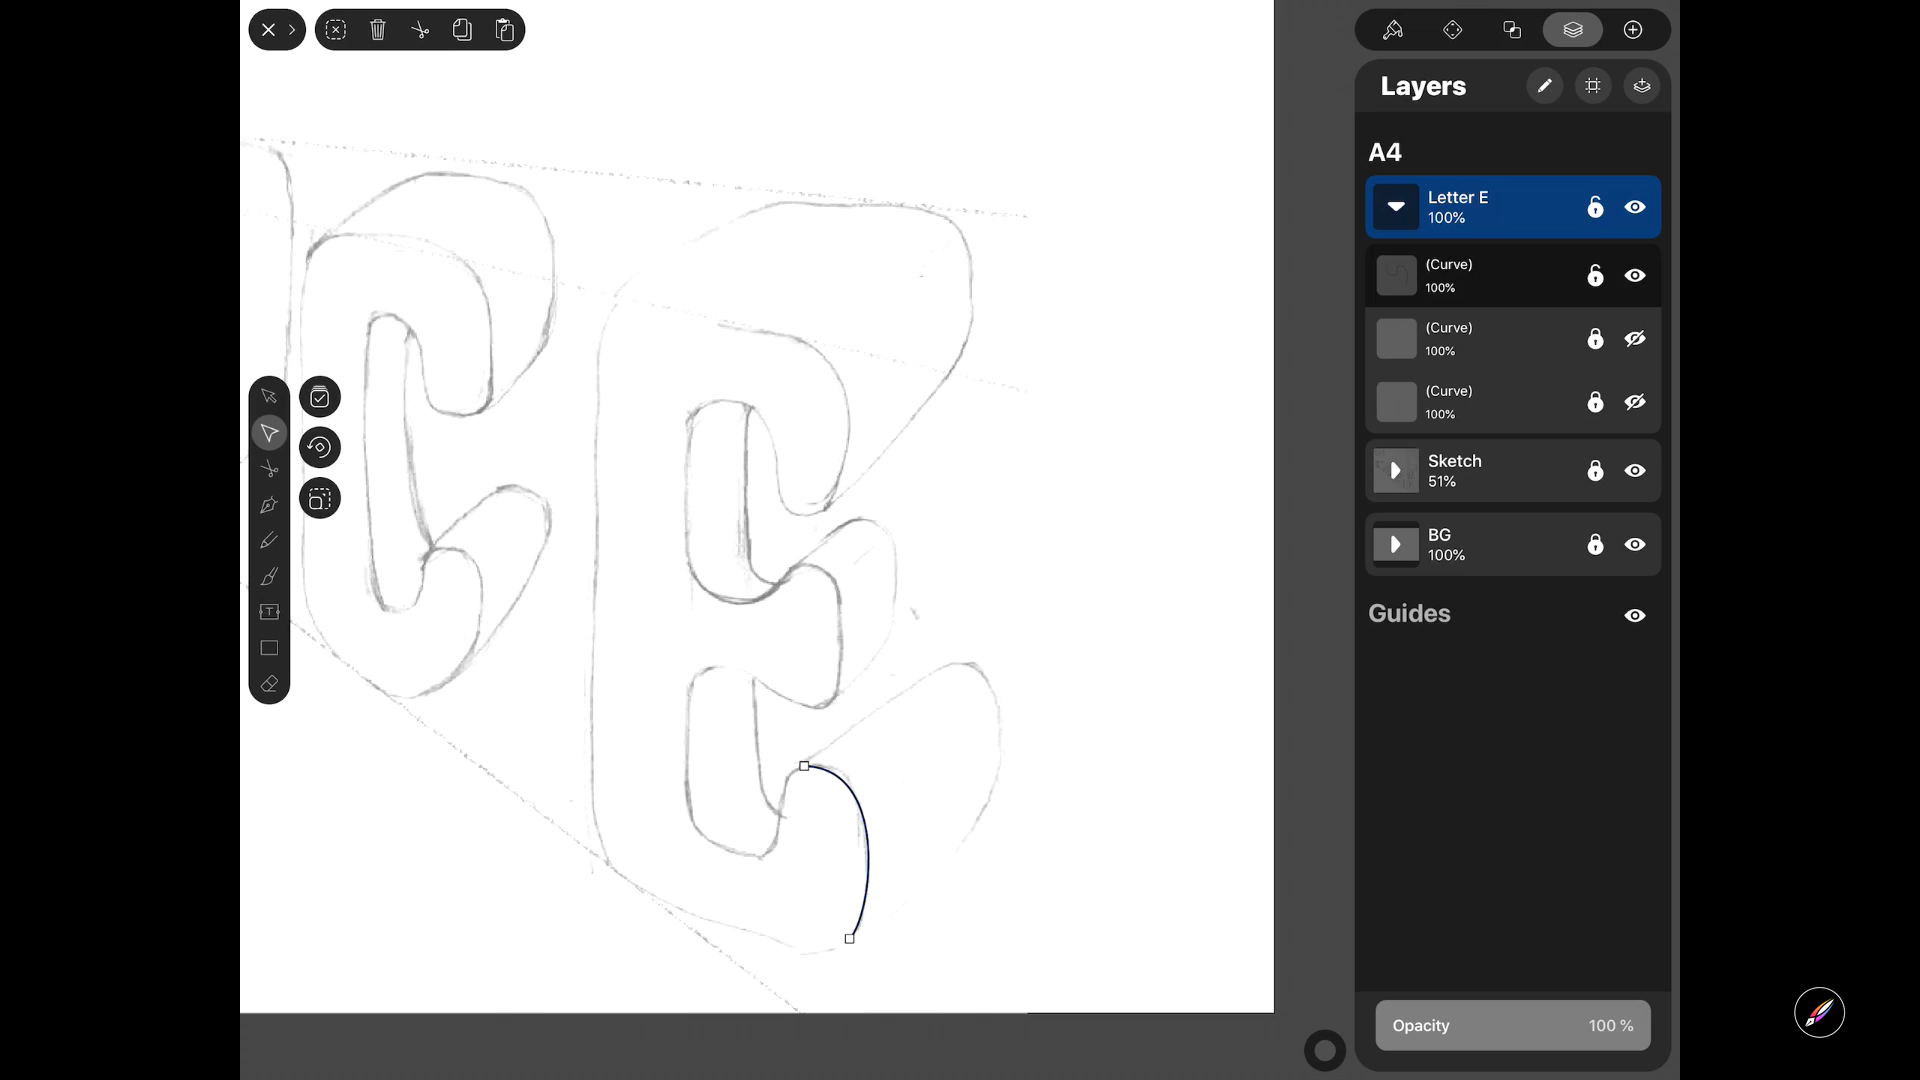 Layers
A4
Letter E
100%
(Curve)
100%
(Curve)
100%
(Curve)
100%
Sketch
51%
BG
100%
Guides
T
Opacity 100 %